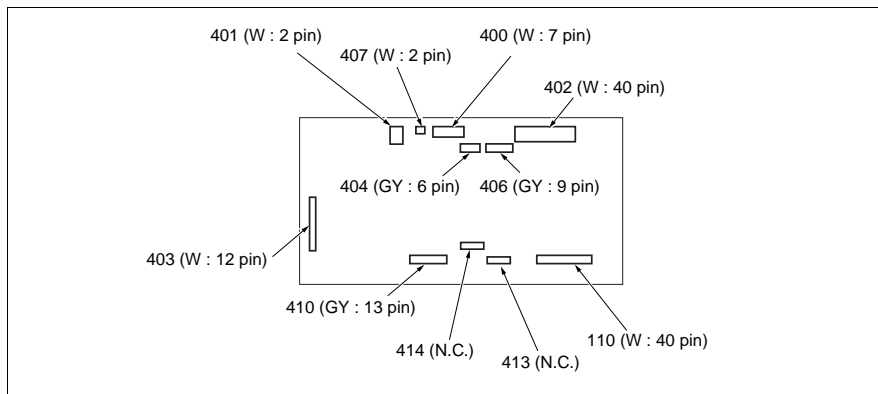 401 (W : 2 pin)
400 (W : 7 pin)
407 (W : 2 pin)
402 (W : 40 pin)
404 (GY : 6 pin)
406 (GY : 9 pin)
403 (W : 12 pin)
410 (GY : 13 pin)
414 (N.C.)
413 (N.C.)
110 (W : 40 pin)